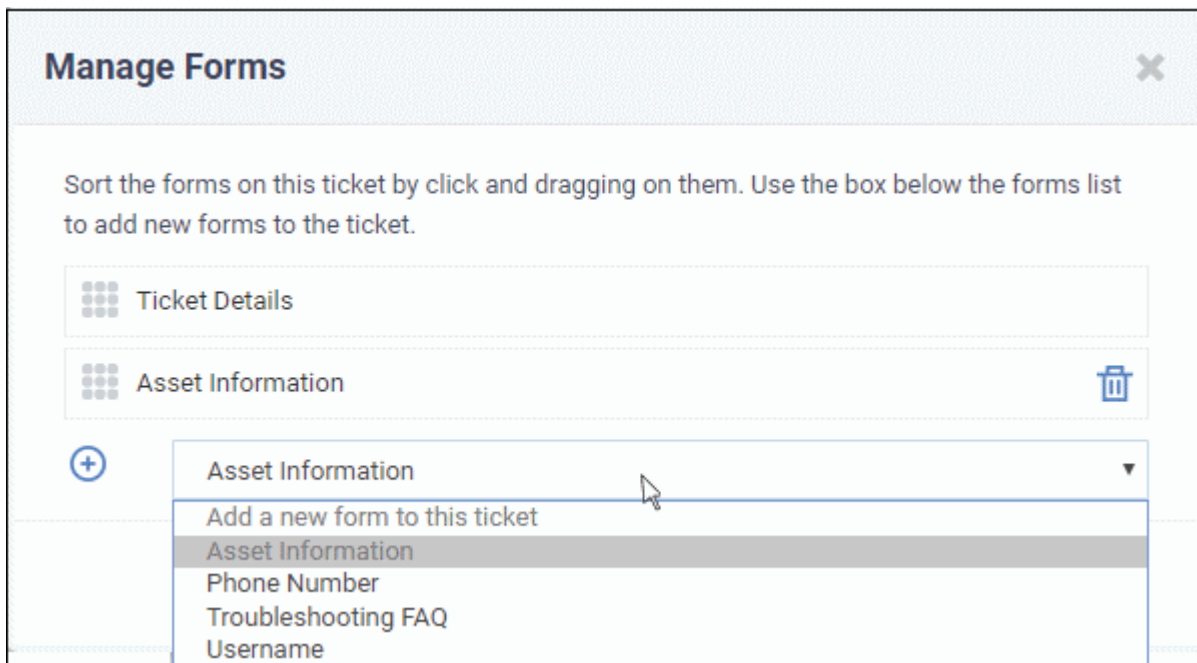 Manage Forms
Sort the forms on this ticket by click and dragging on them. Use the box below the forms list
to add new forms to the ticket.
Ticket Details
Asset Information
Asset Information
Add a new form to this ticket
Asset Information
Phone Number
Troubleshooting FAQ
Username